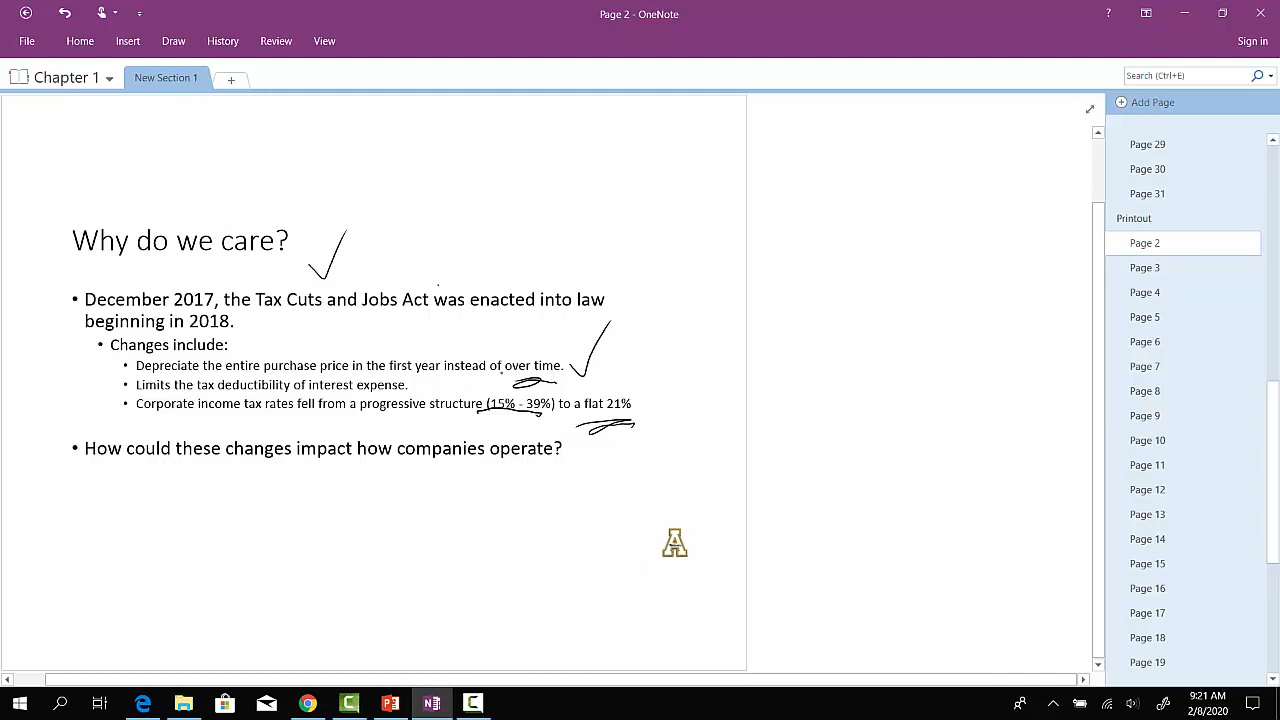 Page 2 - OneNote
?
File
Home
Insert
Draw
History
Review
View
Sign in
Chapter 1
New Section 1
+
Search (Ctrl+E)
Add Page
Page 29
Page 30
Page 31
Printout
Page 2
Page 3
Page 4
Page 5
Page 6
Page 7
Page 8
Page 9
Page 10
Page 11
Page 12
Page 13
Page 14
Page 15
Page 16
Page 17
Page 18
Page 19
Why do we care?
• December 2017, the Tax Cuts and Jobs Act was enacted into law
beginning in 2018.
• Changes include:
• Depreciate the entire purchase price in the first year instead of over time.
• Limits the tax deductibility of interest expense.
• Corporate income tax rates fell from a progressive structure (15% - 39%) to a flat 21%
• How could these changes impact how companies operate?
A
9:21 AM
2/8/2020